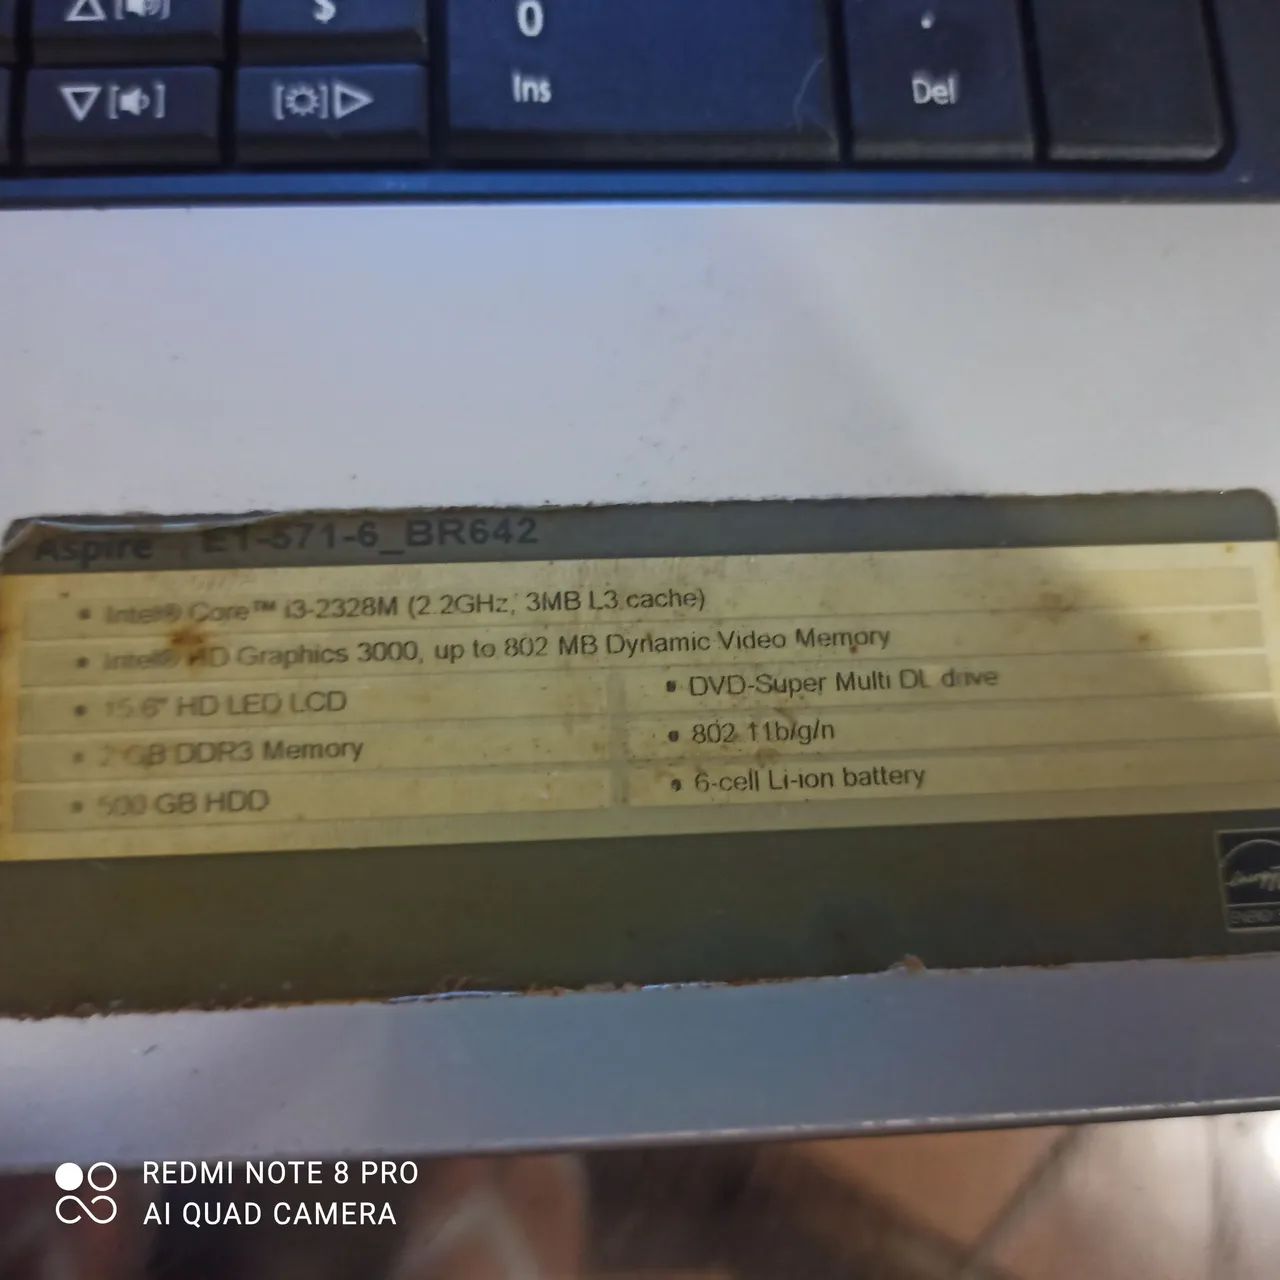 0
Ins
Del
Aspire E1-571-6_BR642
• Intel® Core™ i3-2328M (2.2GHz, 3MB L3 cache)
• Intel® HD Graphics 3000, up to 802 MB Dynamic Video Memory
• 15.6" HD LED LCD
• DVD-Super Multi DL drive
• 2 GB DDR3 Memory
• 802.11b/g/n
• 500 GB HDD
• 6-cell Li-ion battery
REDMI NOTE 8 PRO
AI QUAD CAMERA